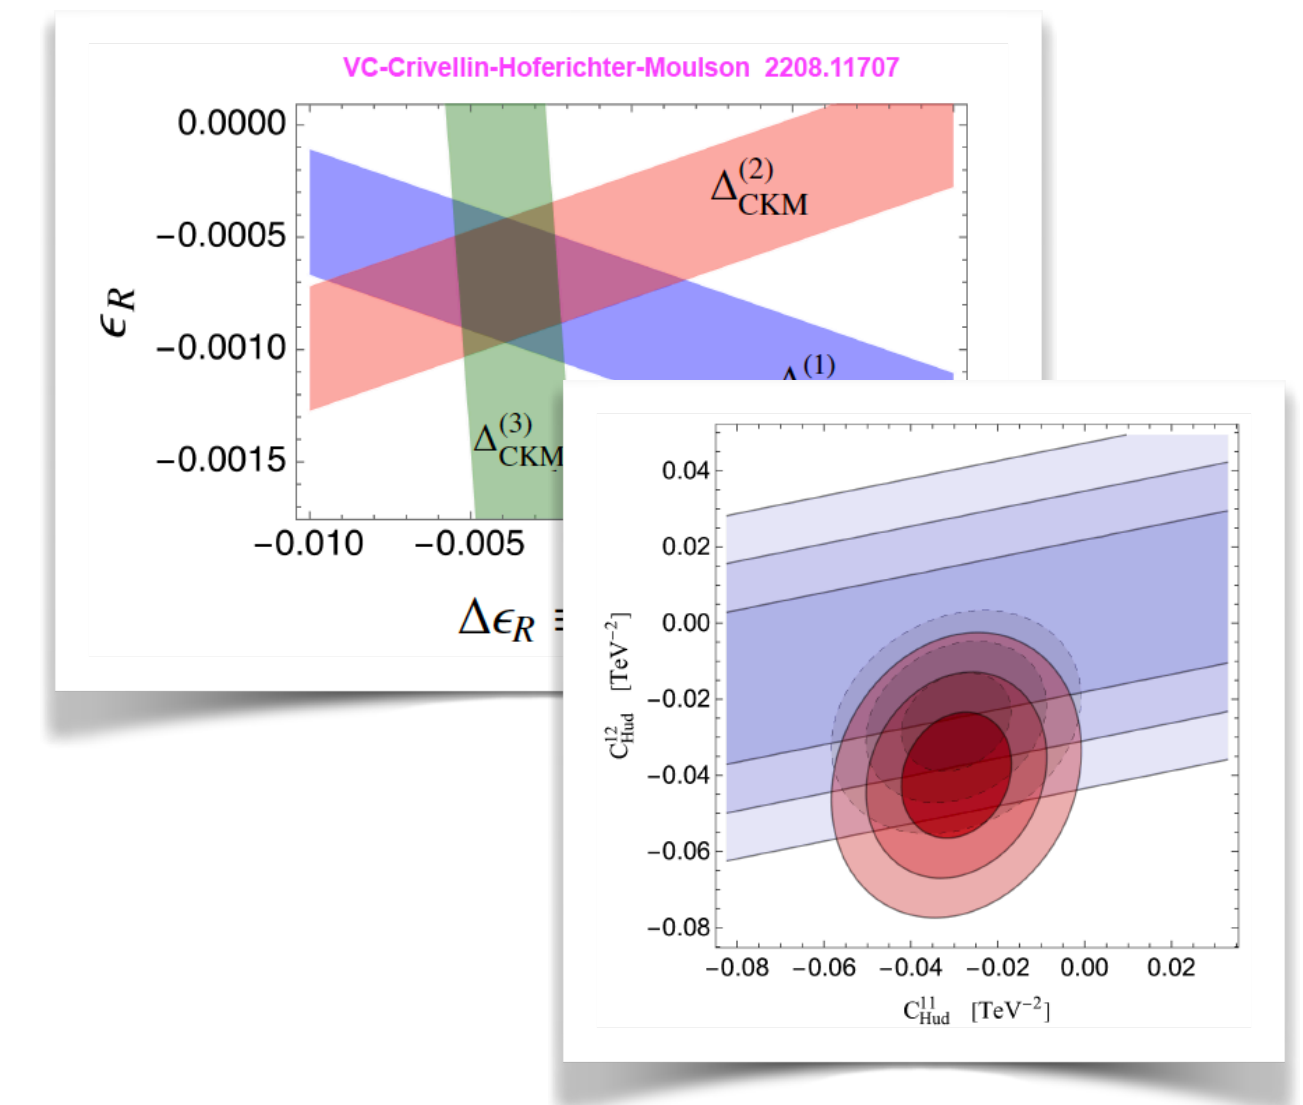 VC-Crivellin-Hoferichter-Moulson 2208.11707
0.0000
−0.0005
−0.0010
−0.0015
ϵR
Δ(2)CKM
Δ(1)
Δ(3)CKM
−0.010 −0.005
ΔϵR ≡
0.04
0.02
0.00
−0.02
−0.04
−0.06
−0.08
C12Hud [TeV−2]
−0.08 −0.06 −0.04 −0.02 0.00 0.02
C11Hud [TeV−2]